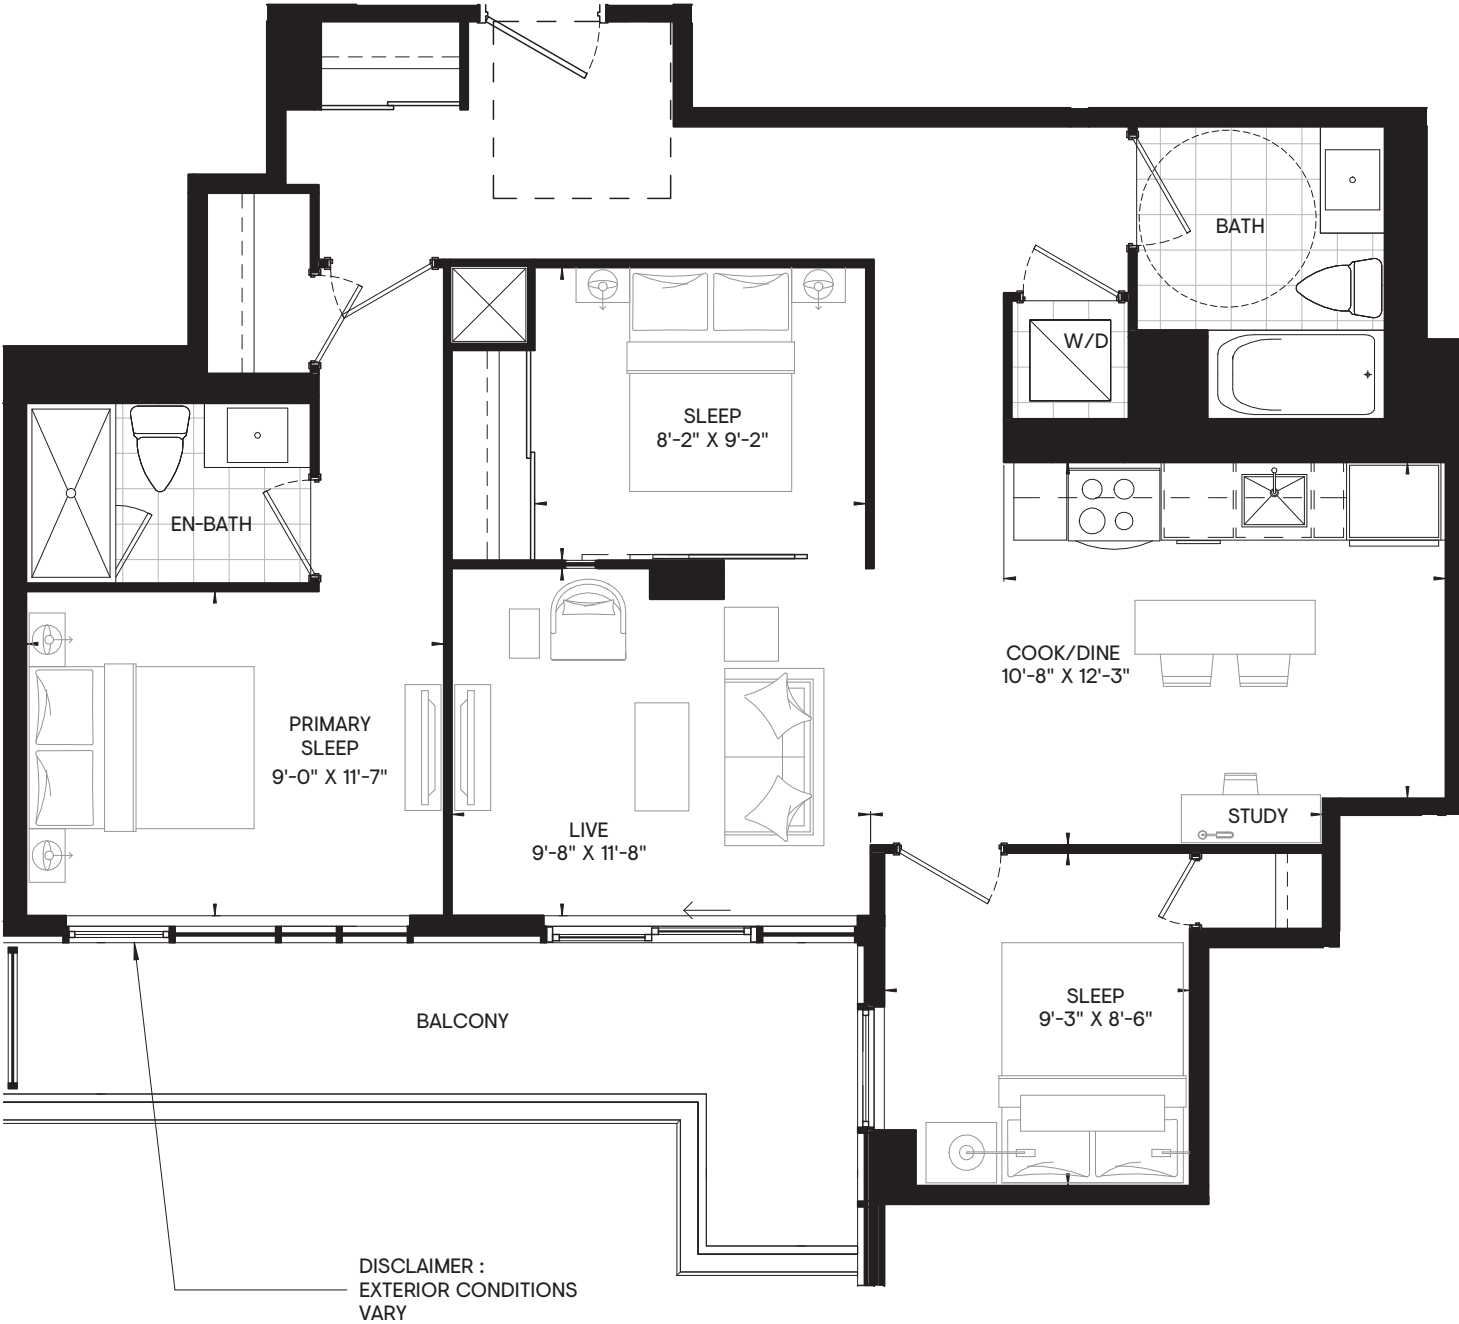 BATH
W/D
SLEEP
8'-2" X 9'-2"
EN-BATH
COOK/DINE
10'-8" X 12'-3"
PRIMARY
SLEEP
9'-0" X 11'-7"
STUDY
LIVE
9'-8" X 11'-8"
SLEEP
9'-3" X 8'-6"
BALCONY
DISCLAIMER :
EXTERIOR CONDITIONS
VARY